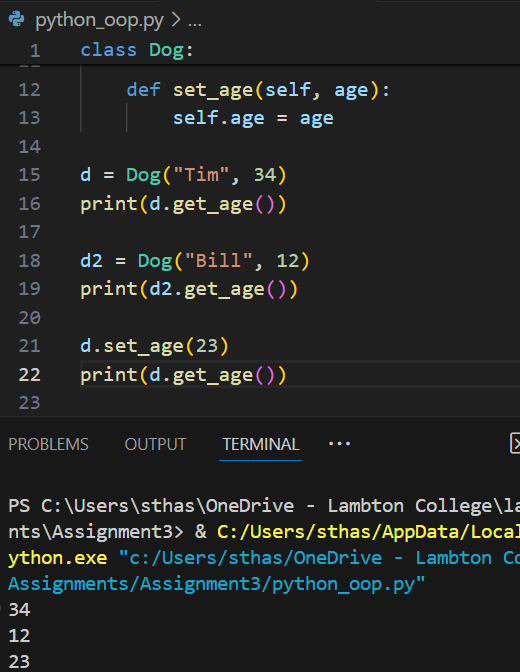 python_oop.py > ...
1 class Dog:
12 def set_age(self, age):
13 self.age = age
14
15 d = Dog("Tim", 34)
16 print(d.get_age())
17
18 d2 = Dog("Bill", 12)
19 print(d2.get_age())
20
21 d.set_age(23)
22 print(d.get_age())
23
PROBLEMS OUTPUT TERMINAL ...
PS C:\Users\sthas\OneDrive - Lambton College\la
nts\Assignment3> & C:/Users/sthas/AppData/Local
ython.exe "c:/Users/sthas/OneDrive - Lambton Co
Assignments/Assignment3/python_oop.py"
34
12
23